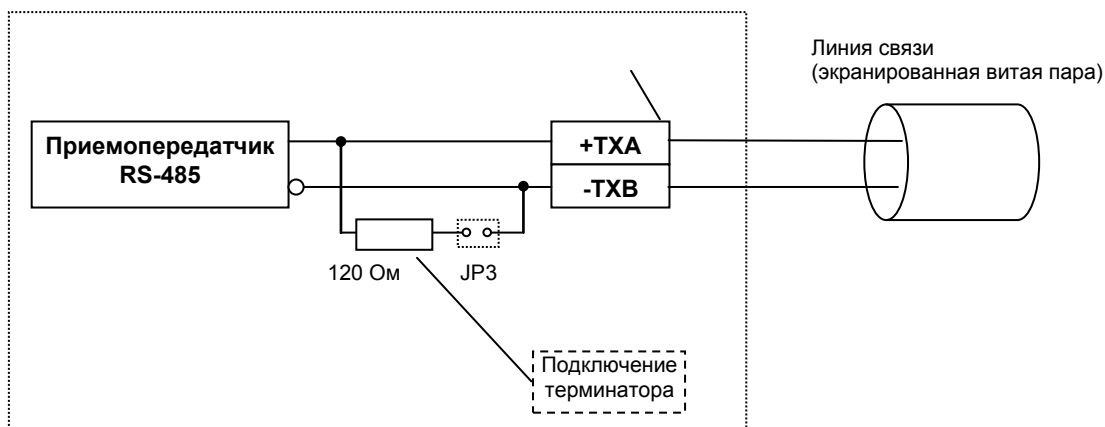 Линия связи
(экранированная витая пара)
Приемопередатчик
RS-485
+TXA
-TXB
120 Ом
JP3
Подключение
терминатора